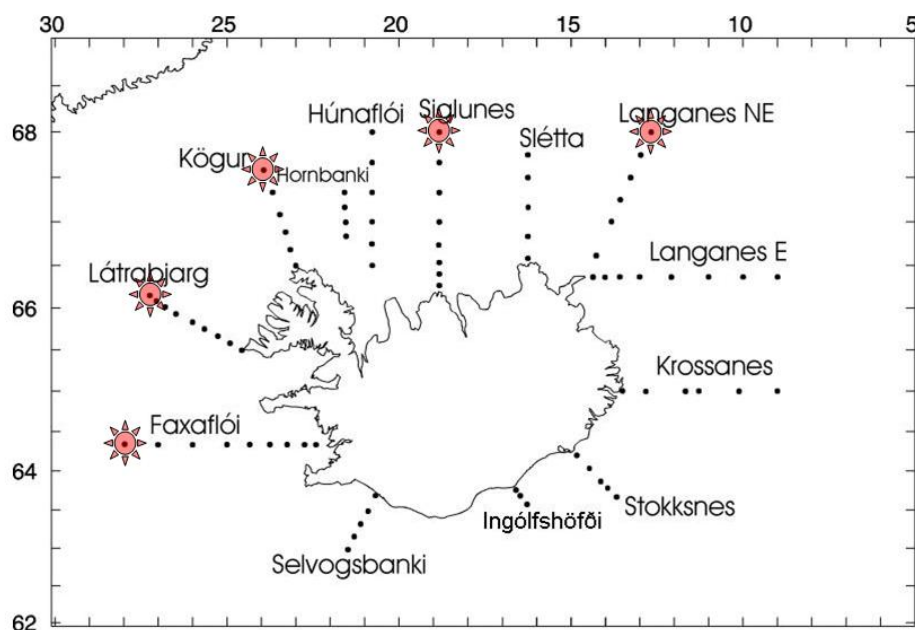 30 25 20 15 10 5
68
66
64
62
Húnaflói
Siglunes
Langanes NE
Slétta
Kögur
Hornbanki
Langanes E
Látrabjarg
Krossanes
Faxaflói
Stokksnes
Ingólfshöfði
Selvogsbanki